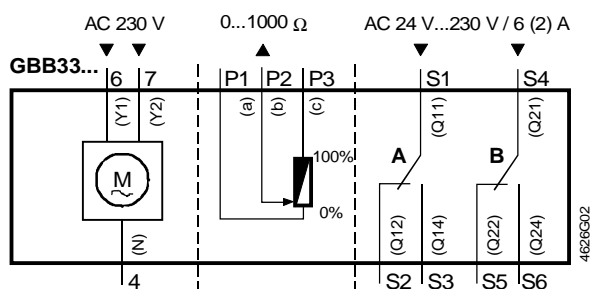 AC 230 V 0...1000 Ω AC 24 V...230 V / 6 (2) A
GBB33...
6 7 P1 P2 P3 S1 S4
(Y1) (Y2) (a) (b) (c) (Q11) (Q21)
100% A B
M
0%
(N) (Q12) (Q14) (Q22) (Q24)
4 S2 S3 S5 S6
4626G02